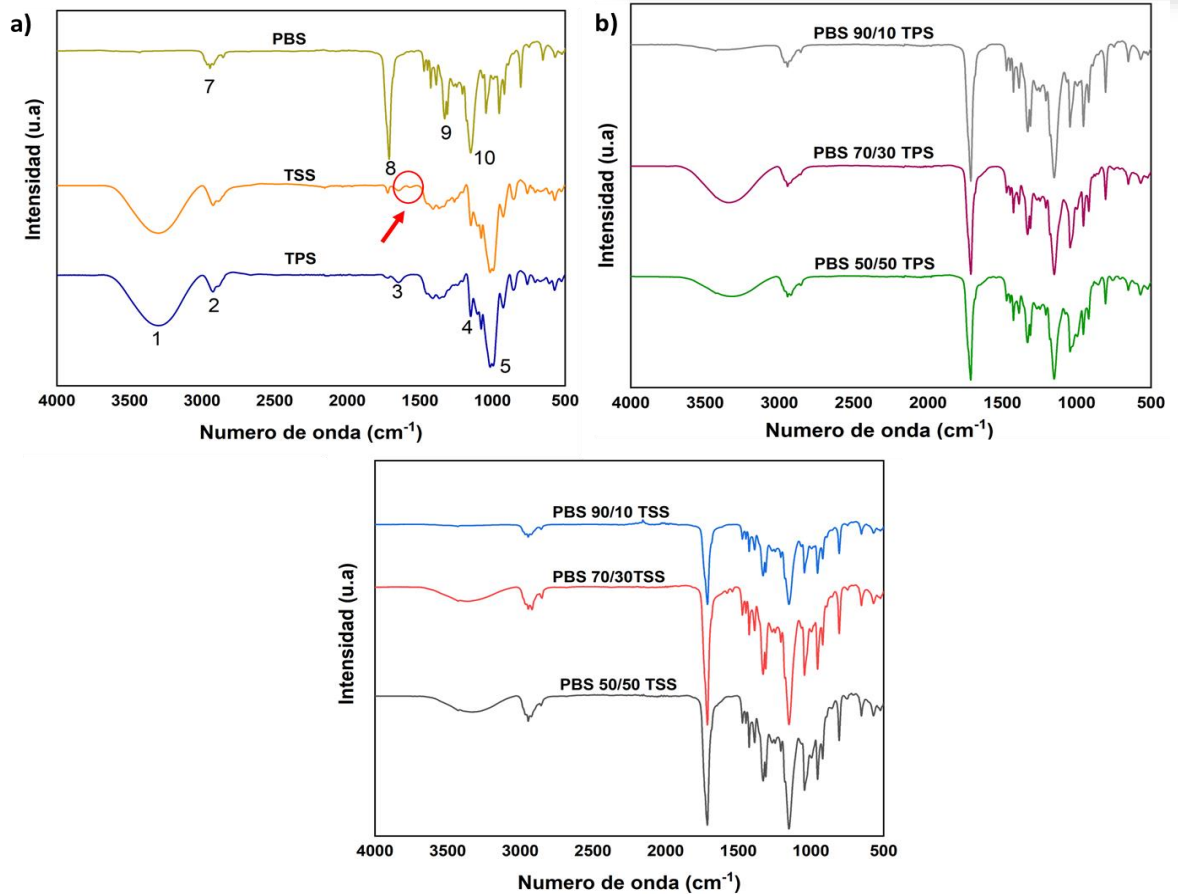 a)
PBS
7
8
9
10
TSS
TPS
1
2
3
4
5
Intensidad (u.a)
4000 3500 3000 2500 2000 1500 1000 500
Numero de onda (cm-1)
b)
PBS 90/10 TPS
PBS 70/30 TPS
PBS 50/50 TPS
Intensidad (u.a)
4000 3500 3000 2500 2000 1500 1000 500
Numero de onda (cm-1)
PBS 90/10 TSS
PBS 70/30TSS
PBS 50/50 TSS
Intensidad (u.a)
4000 3500 3000 2500 2000 1500 1000 500
Numero de onda (cm-1)